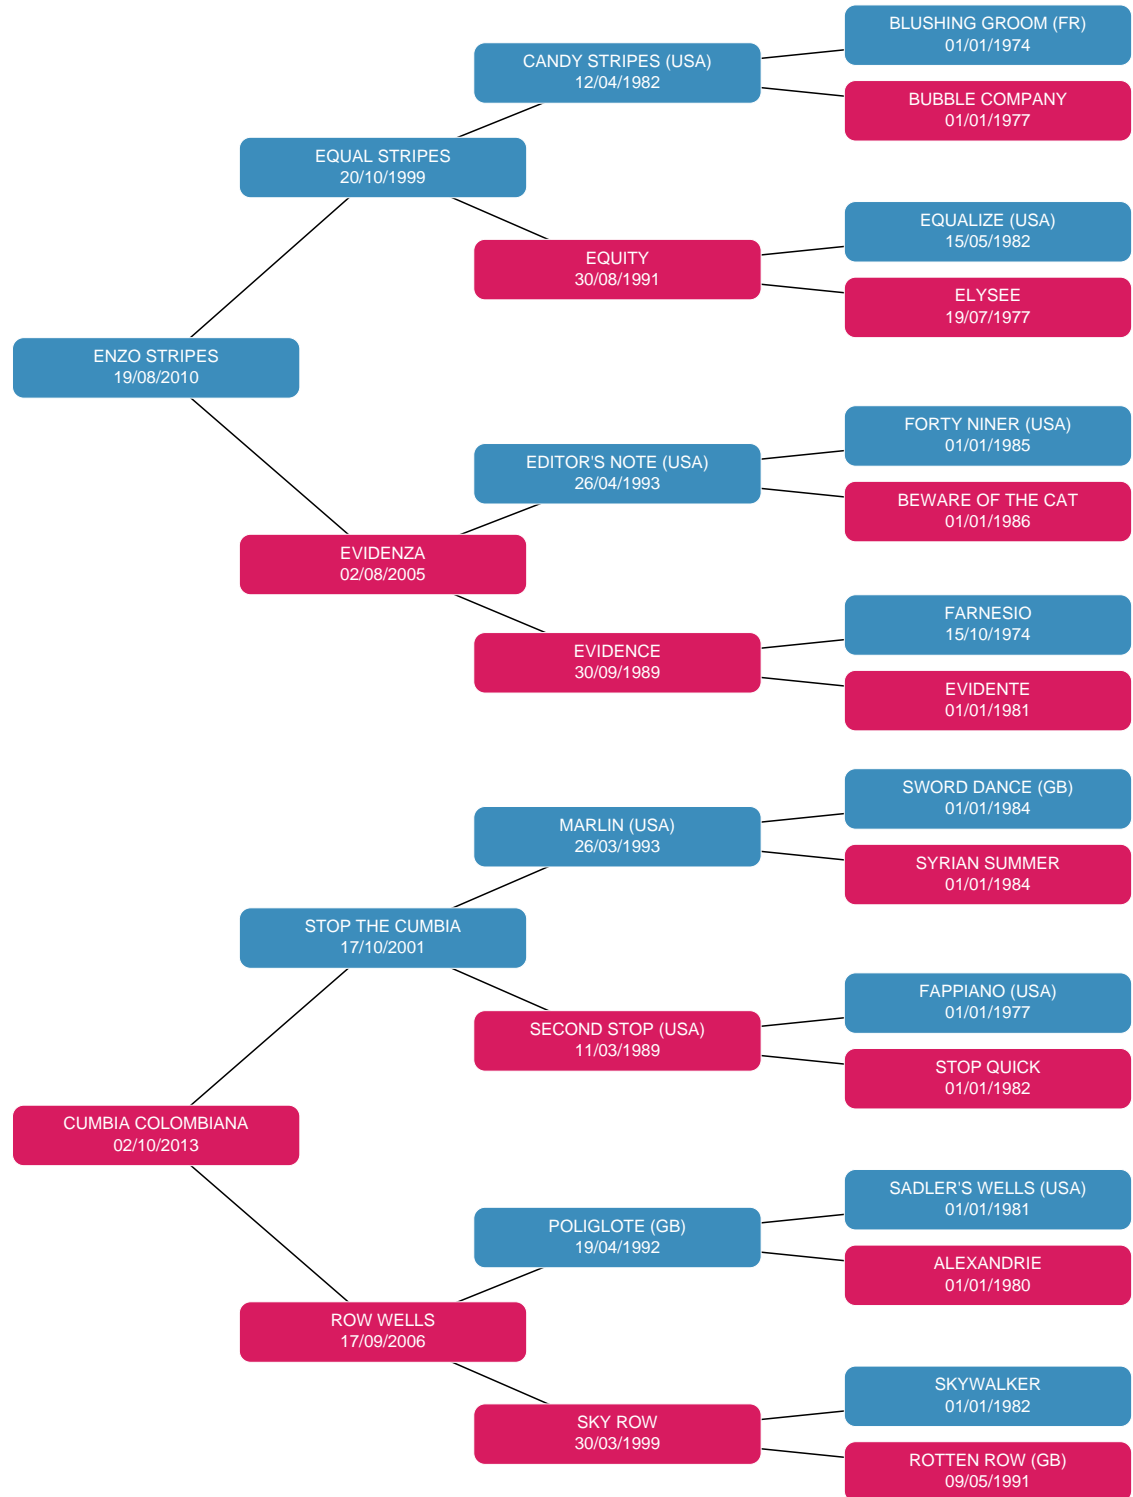 BLUSHING GROOM (FR)
01/01/1974
CANDY STRIPES (USA)
12/04/1982
BUBBLE COMPANY
01/01/1977
EQUAL STRIPES
20/10/1999
EQUALIZE (USA)
15/05/1982
EQUITY
30/08/1991
ELYSEE
19/07/1977
ENZO STRIPES
19/08/2010
FORTY NINER (USA)
01/01/1985
EDITOR'S NOTE (USA)
26/04/1993
BEWARE OF THE CAT
01/01/1986
EVIDENZA
02/08/2005
FARNESIO
15/10/1974
EVIDENCE
30/09/1989
EVIDENTE
01/01/1981
SWORD DANCE (GB)
01/01/1984
MARLIN (USA)
26/03/1993
SYRIAN SUMMER
01/01/1984
STOP THE CUMBIA
17/10/2001
FAPPIANO (USA)
01/01/1977
SECOND STOP (USA)
11/03/1989
STOP QUICK
01/01/1982
CUMBIA COLOMBIANA
02/10/2013
SADLER'S WELLS (USA)
01/01/1981
POLIGLOTE (GB)
19/04/1992
ALEXANDRIE
01/01/1980
ROW WELLS
17/09/2006
SKYWALKER
01/01/1982
SKY ROW
30/03/1999
ROTTEN ROW (GB)
09/05/1991